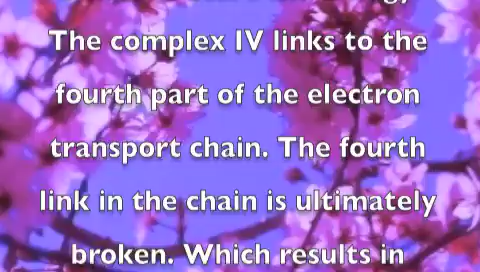 The complex IV links to the
fourth part of the electron
transport chain. The fourth
link in the chain is ultimately
broken. Which results in